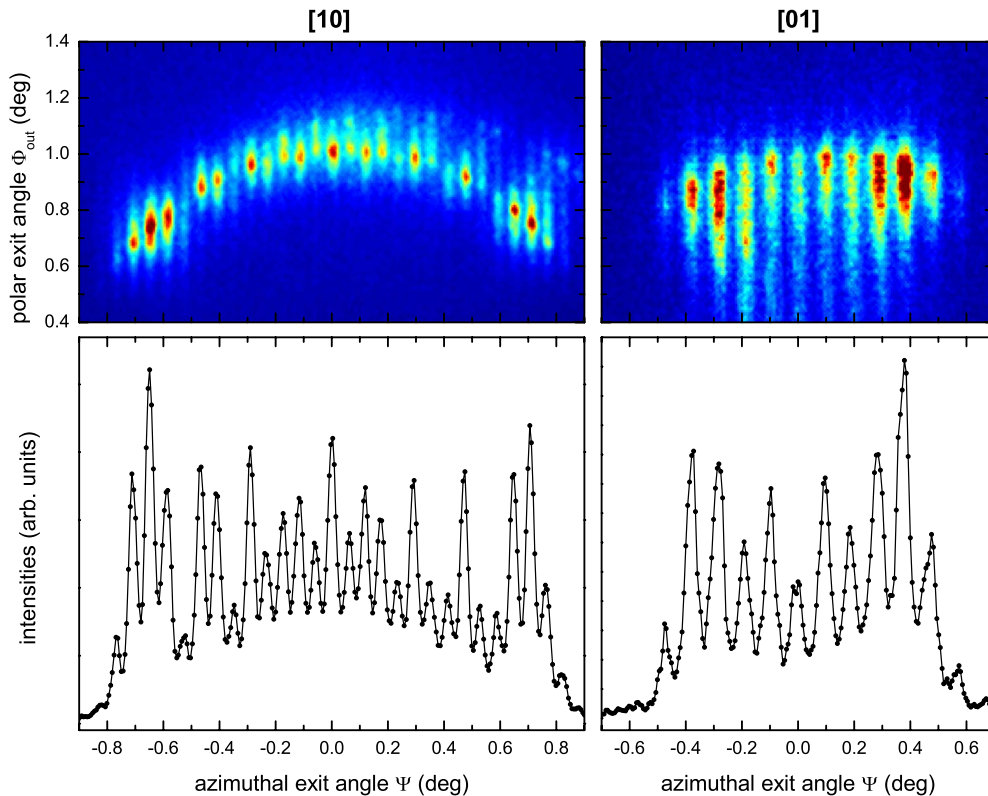 [10] [01]
1.4
1.2
1.0
0.8
0.6
0.4
polar exit angle Φout (deg)
intensities (arb. units)
-0.8 -0.6 -0.4 -0.2 0.0 0.2 0.4 0.6 0.8
-0.6 -0.4 -0.2 0.0 0.2 0.4 0.6
azimuthal exit angle Ψ (deg)
azimuthal exit angle Ψ (deg)